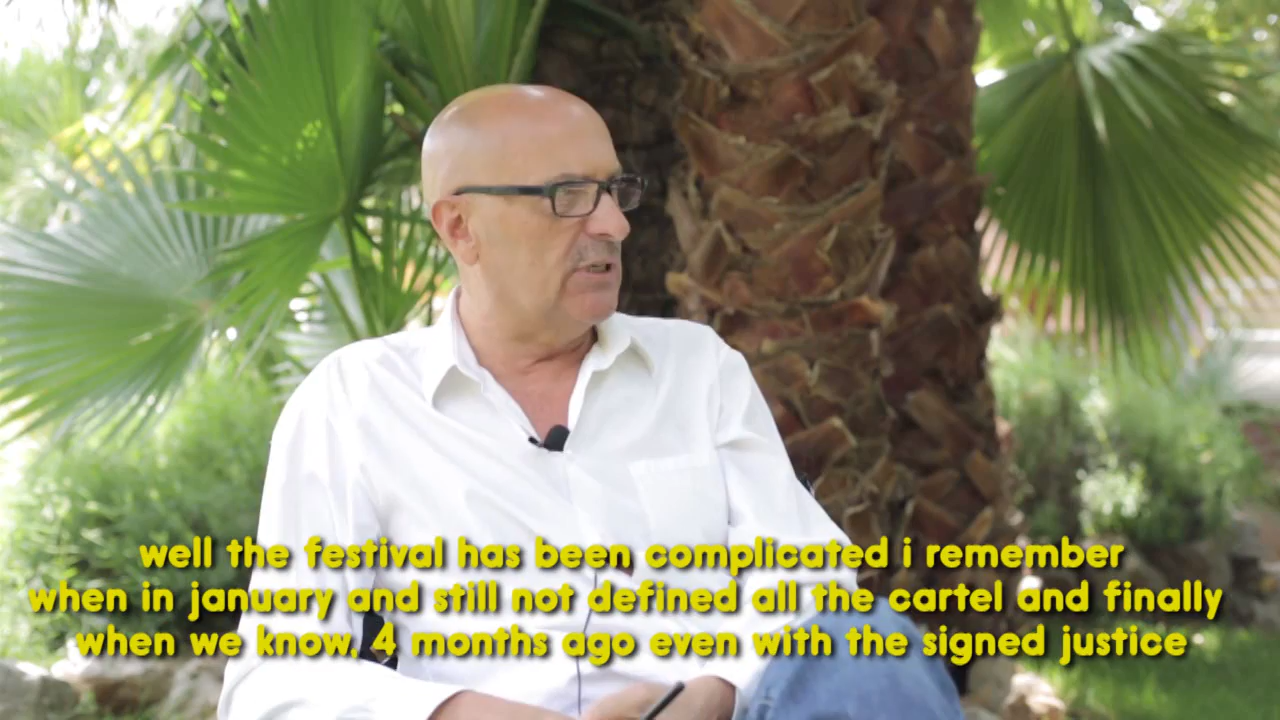 well the festival has been complicated i remember
when in january and still not defined all the cartel and finally
when we know, 4 months ago even with the signed justice